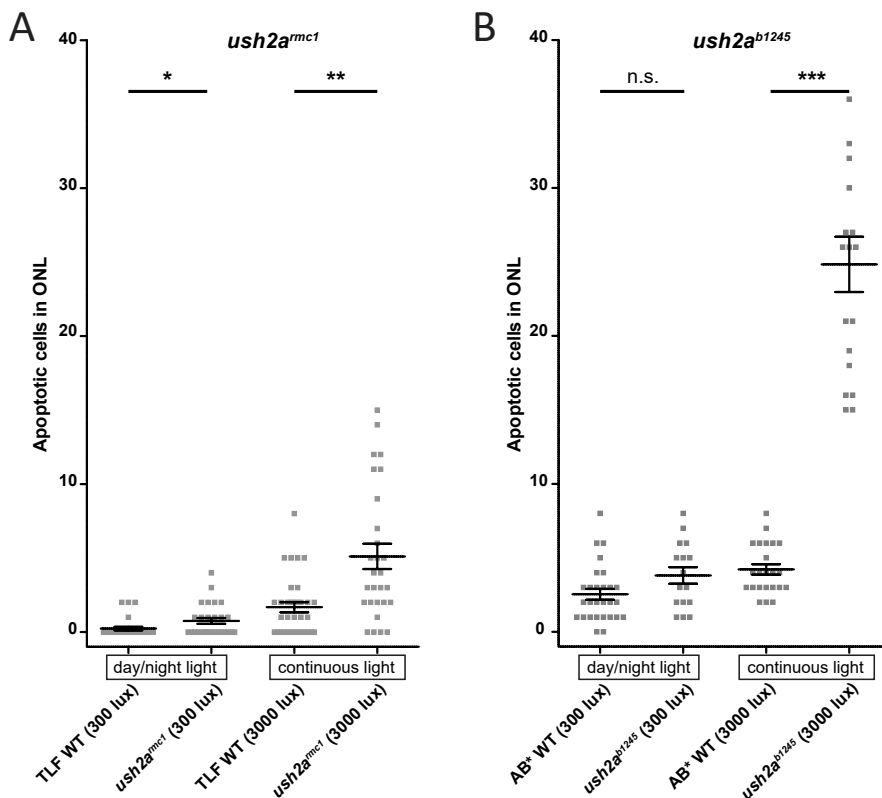 A
ush2a^rmc1
Apoptotic cells in ONL
40
30
20
10
0
*
**
day/night light
continuous light
TLF WT (300 lux)
ush2a^rmc1 (300 lux)
TLF WT (3000 lux)
ush2a^rmc1 (3000 lux)
B
ush2a^b1245
Apoptotic cells in ONL
40
30
20
10
0
n.s.
***
day/night light
continuous light
AB* WT (300 lux)
ush2a^b1245 (300 lux)
AB* WT (3000 lux)
ush2a^b1245 (3000 lux)